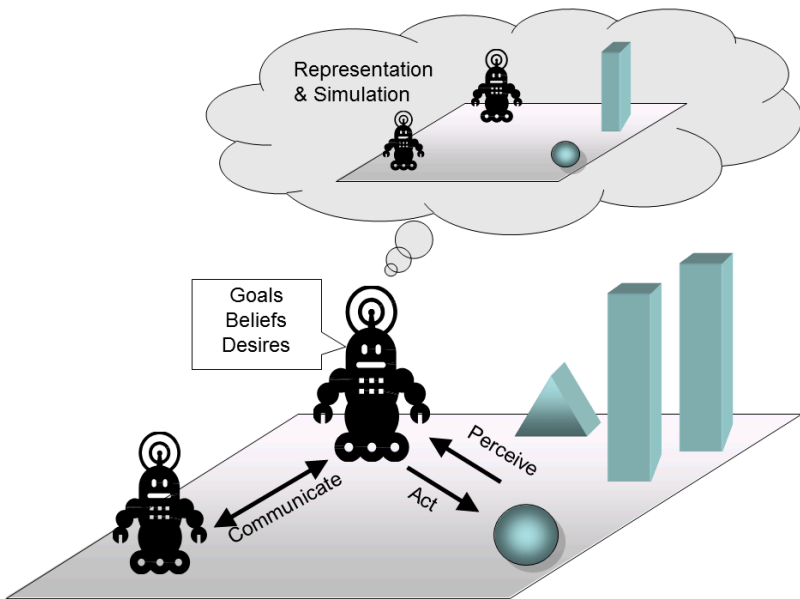 Representation
& Simulation
Goals
Beliefs
Desires
Perceive
Act
Communicate